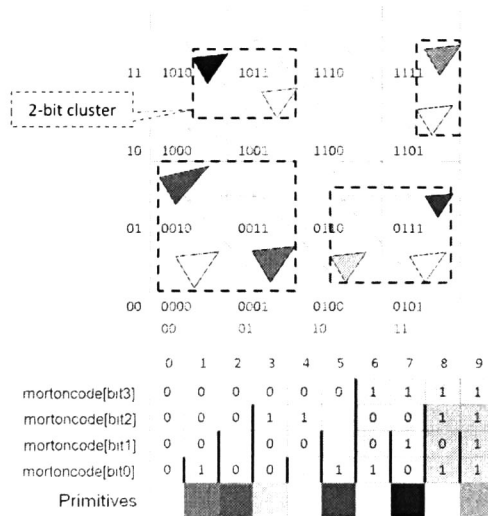 11 1010 1011 1110 1111
2-bit cluster
10 1000 1001 1100 1101
01 0010 0011 0110 0111
00 0000 0001 0100 0101
00 01 10 11
0 1 2 3 4 5 6 7 8 9
mortoncode[bit3] 0 0 0 0 0 0 1 1 1 1
mortoncode[bit2] 0 0 0 1 1 0 0 1 1
mortoncode[bit1] 0 0 0 0 0 0 1 0 1
mortoncode[bit0] 0 1 0 0 1 1 0 1 1
Primitives